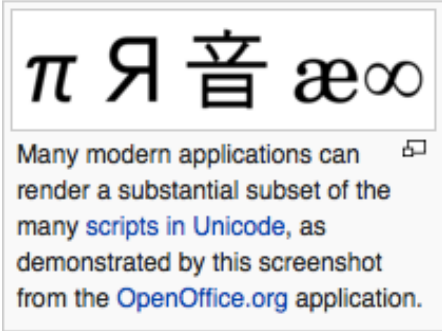 π Я 音 æ∞
Many modern applications can
render a substantial subset of the
many scripts in Unicode, as
demonstrated by this screenshot
from the OpenOffice.org application.